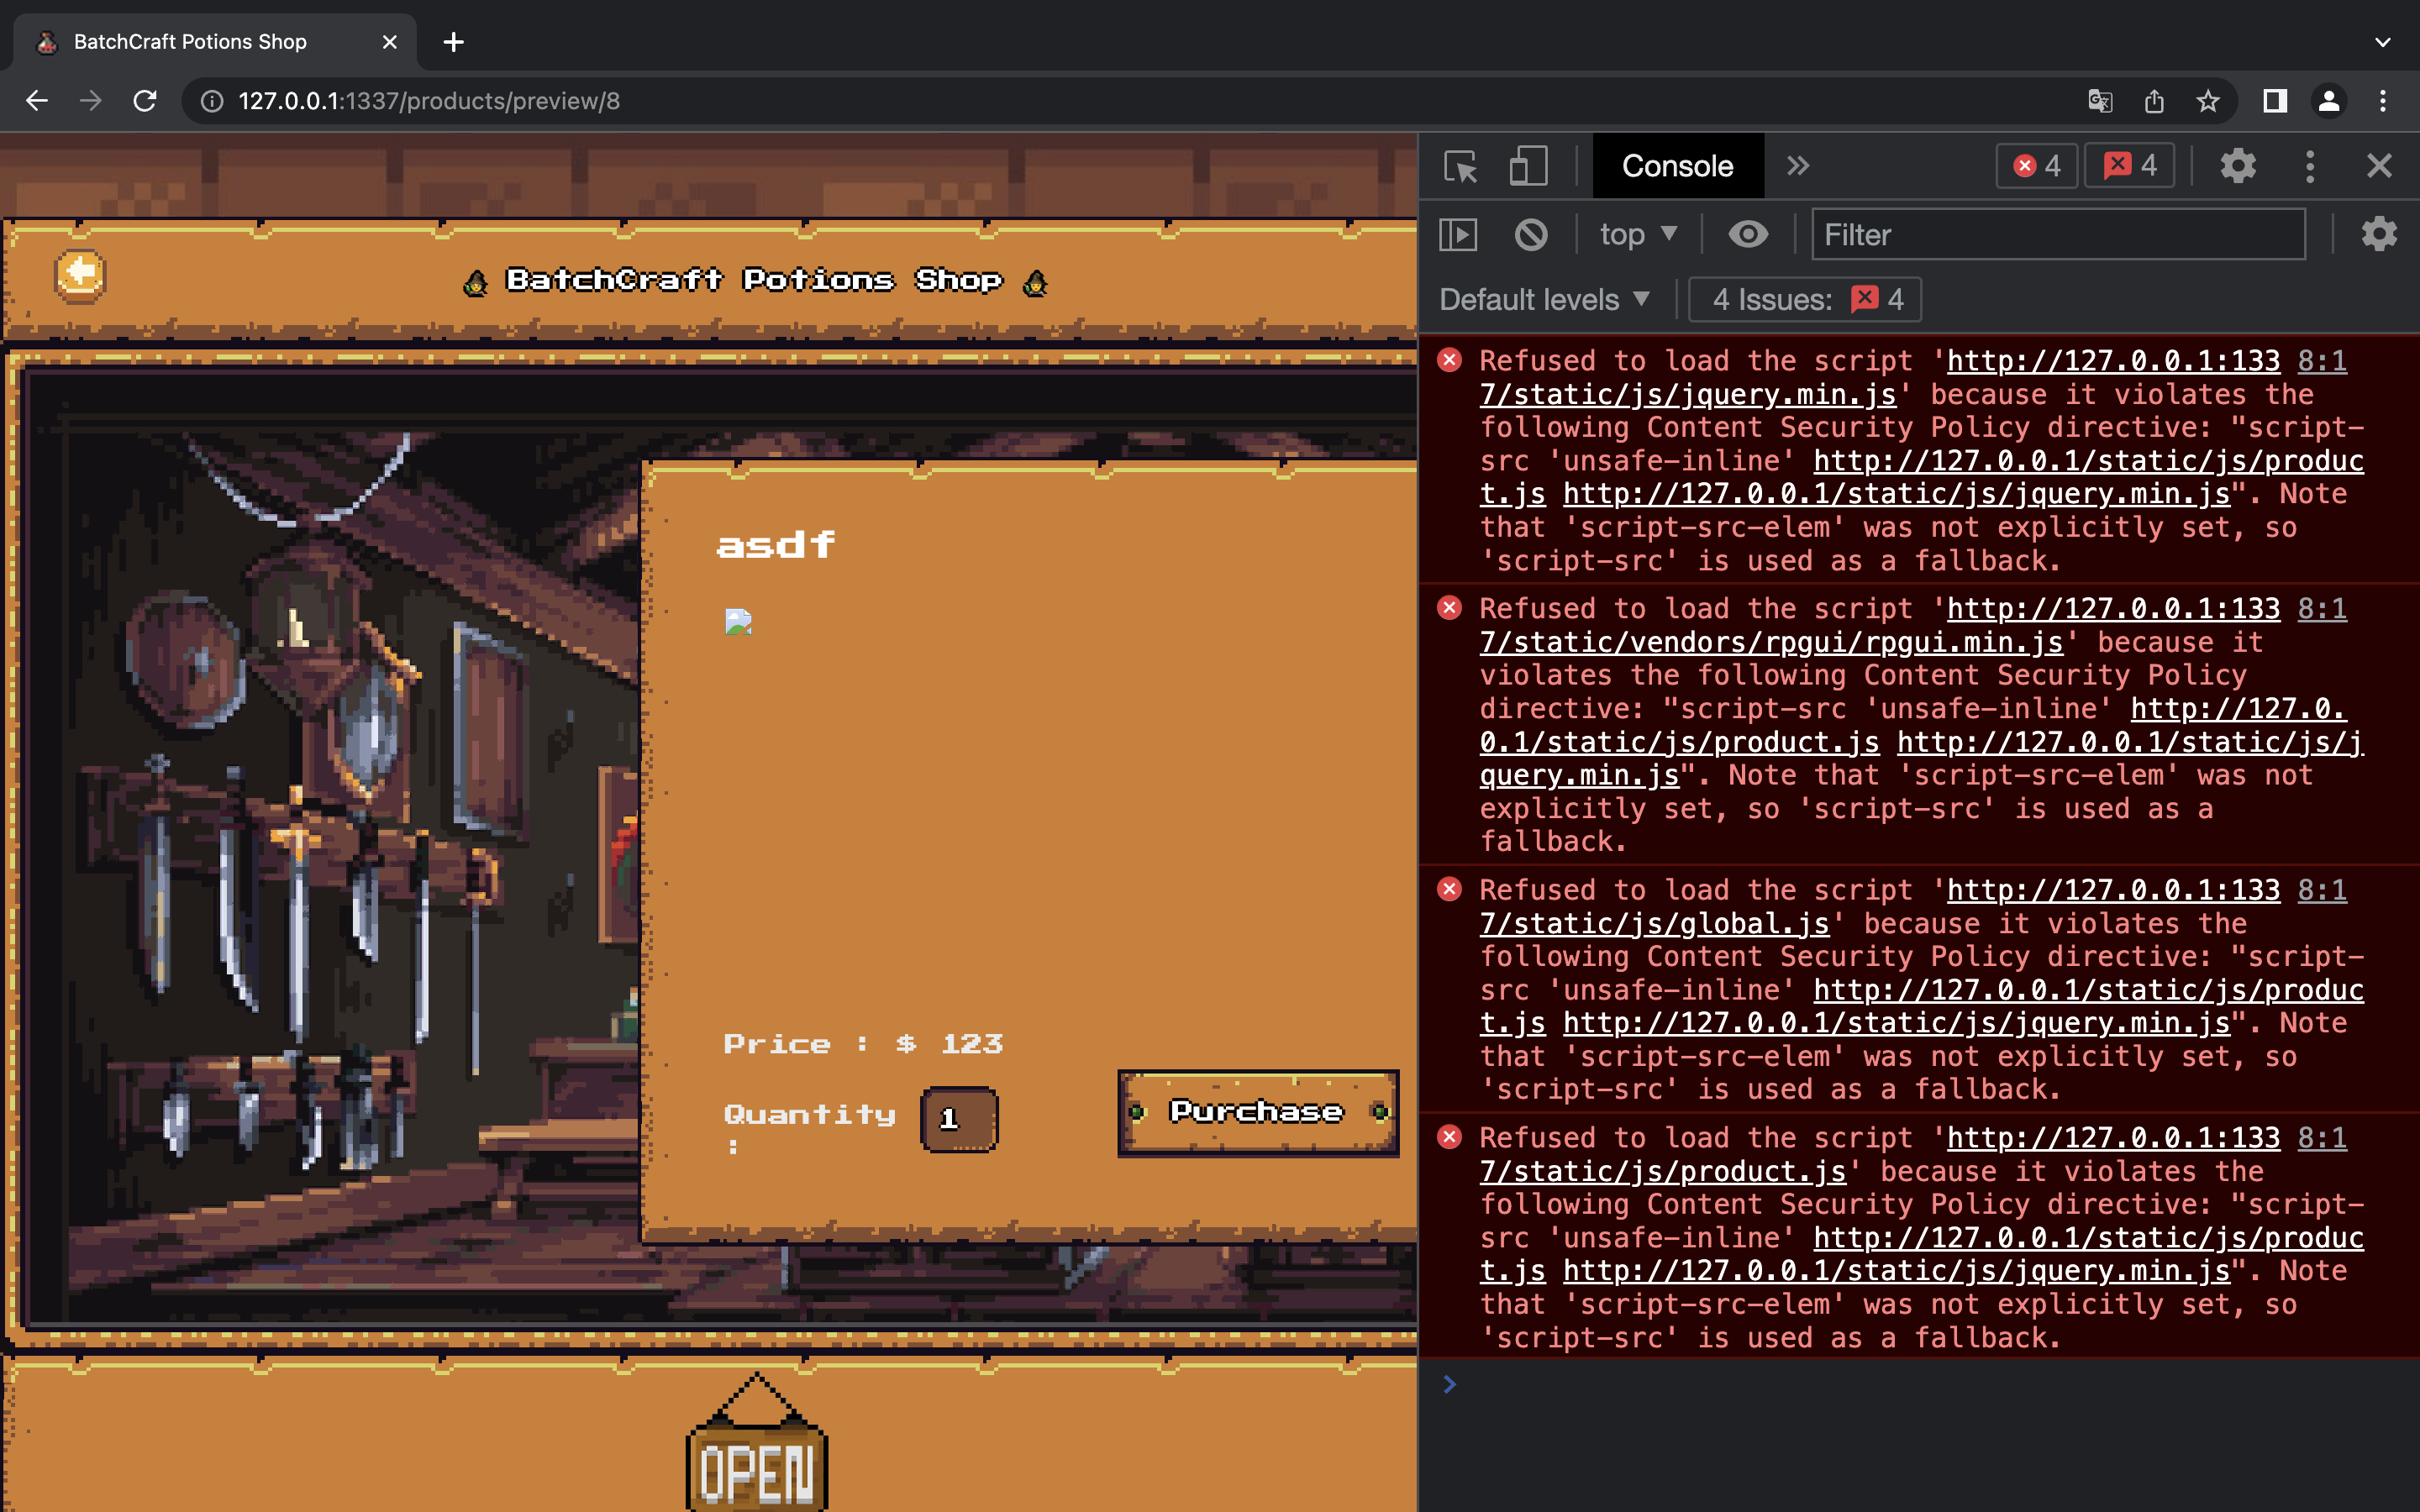 BatchCraft Potions Shop
127.0.0.1:1337/products/preview/8
BatchCraft Potions Shop
asdf
Price : $ 123
Quantity
:
1
Purchase
OPEN
Console
4
4
top
Filter
Default levels
4 Issues:
4
Refused to load the script 'http://127.0.0.1:133 8:1
7/static/js/jquery.min.js' because it violates the
following Content Security Policy directive: "script-
src 'unsafe-inline' http://127.0.0.1/static/js/produc
t.js http://127.0.0.1/static/js/jquery.min.js". Note
that 'script-src-elem' was not explicitly set, so
'script-src' is used as a fallback.
Refused to load the script 'http://127.0.0.1:133 8:1
7/static/vendors/rpgui/rpgui.min.js' because it
violates the following Content Security Policy
directive: "script-src 'unsafe-inline' http://127.0.
0.1/static/js/product.js http://127.0.0.1/static/js/j
query.min.js". Note that 'script-src-elem' was not
explicitly set, so 'script-src' is used as a
fallback.
Refused to load the script 'http://127.0.0.1:133 8:1
7/static/js/global.js' because it violates the
following Content Security Policy directive: "script-
src 'unsafe-inline' http://127.0.0.1/static/js/produc
t.js http://127.0.0.1/static/js/jquery.min.js". Note
that 'script-src-elem' was not explicitly set, so
'script-src' is used as a fallback.
Refused to load the script 'http://127.0.0.1:133 8:1
7/static/js/product.js' because it violates the
following Content Security Policy directive: "script-
src 'unsafe-inline' http://127.0.0.1/static/js/produc
t.js http://127.0.0.1/static/js/jquery.min.js". Note
that 'script-src-elem' was not explicitly set, so
'script-src' is used as a fallback.